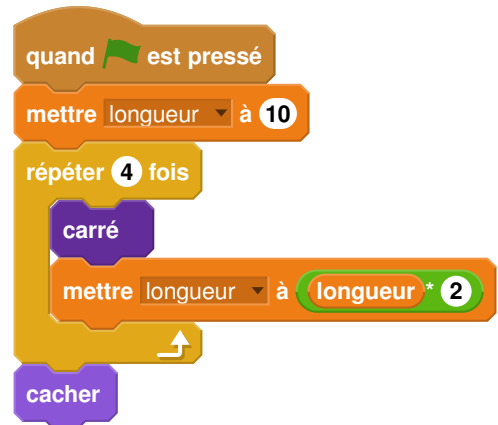 quand est pressé
mettre longueur à 10
répéter 4 fois
carré
mettre longueur à longueur * 2
cacher